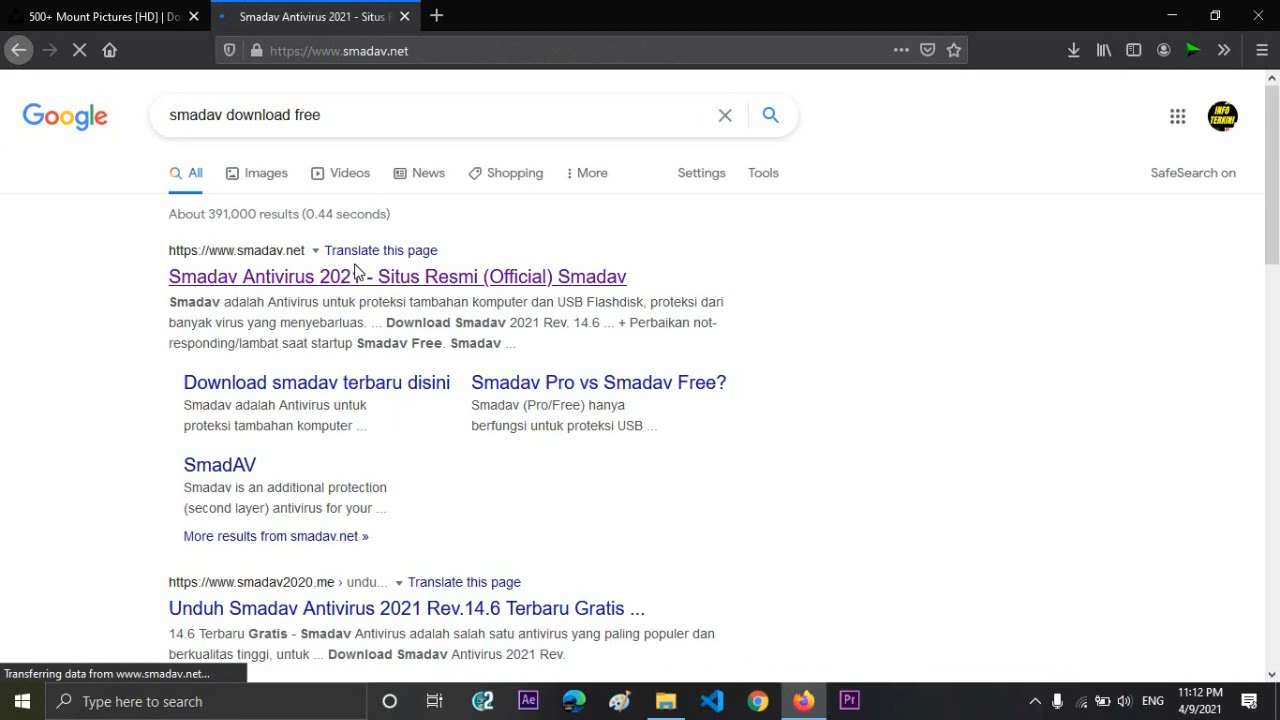 500+ Mount Pictures [HD] | Do
Smadav Antivirus 2021 - Situs R
https://www.smadav.net
Google
smadav download free
INFO
TERKINI
All
Images
Videos
News
Shopping
More
Settings
Tools
SafeSearch on
About 391,000 results (0.44 seconds)
https://www.smadav.net Translate this page
Smadav Antivirus 2021 - Situs Resmi (Official) Smadav
Smadav adalah Antivirus untuk proteksi tambahan komputer dan USB Flashdisk, proteksi dari
banyak virus yang menyebarluas. ... Download Smadav 2021 Rev. 14.6 ... + Perbaikan not-
responding/lambat saat startup Smadav Free. Smadav ...
Download smadav terbaru disini
Smadav adalah Antivirus untuk
proteksi tambahan komputer ...
Smadav Pro vs Smadav Free?
Smadav (Pro/Free) hanya
berfungsi untuk proteksi USB ...
SmadAV
Smadav is an additional protection
(second layer) antivirus for your ...
More results from smadav.net »
https://www.smadav2020.me › undu... Translate this page
Unduh Smadav Antivirus 2021 Rev.14.6 Terbaru Gratis ...
14.6 Terbaru Gratis - Smadav Antivirus adalah salah satu antivirus yang paling populer dan
berkualitas tinggi, untuk ... Download Smadav Antivirus 2021 Rev.
Transferring data from www.smadav.net...
Type here to search
Ae
Pr
ENG
11:12 PM
4/9/2021